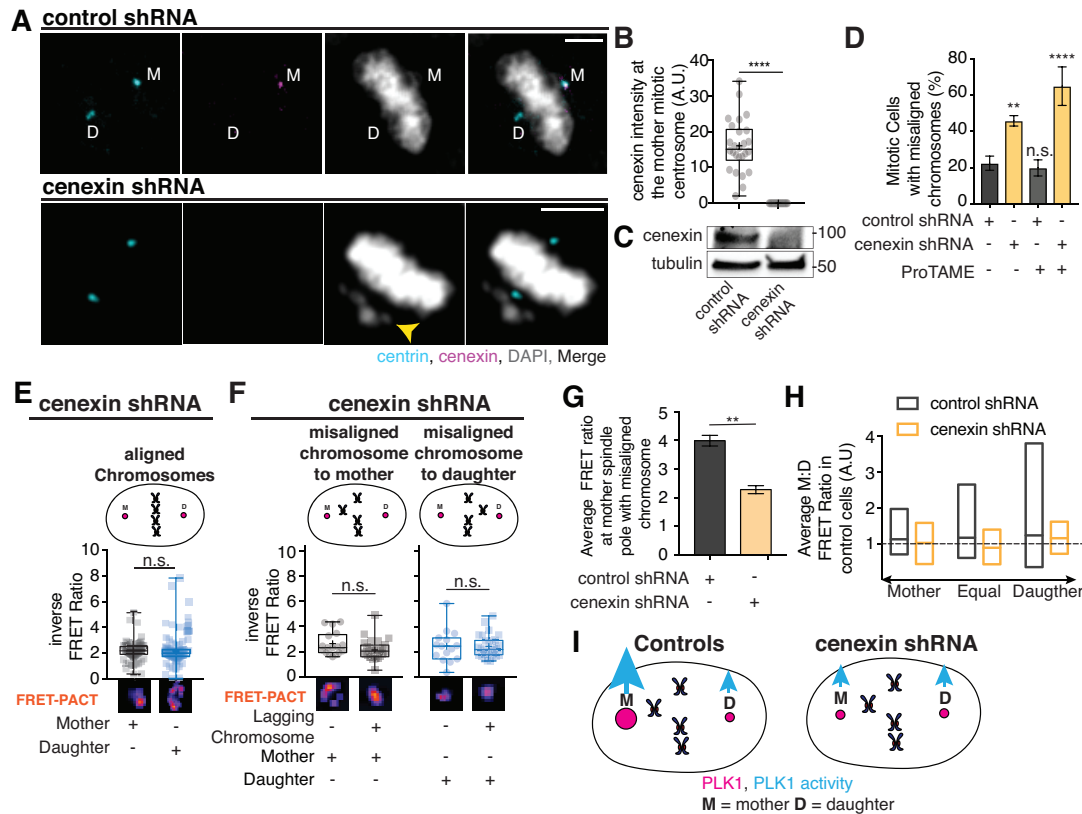 A
control shRNA
M
D
M
D
M
D
M
D
cenexin shRNA
centrin, cenexin, DAPI, Merge
B
cenexin intensity at
the mother mitotic
centrosome (A.U.)
40
30
20
10
0
****
C
cenexin
tubulin
-100
-50
control
shRNA
cenexin
shRNA
D
Mitotic Cells
with misaligned
chromosomes (%)
80
60
40
20
0
**
n.s.
****
control shRNA + - + -
cenexin shRNA - + - +
ProTAME - - + +
E
cenexin shRNA
aligned
Chromosomes
M
D
inverse
FRET Ratio
10
8
6
4
2
0
n.s.
FRET-PACT
Mother + -
Daughter - +
F
cenexin shRNA
misaligned
chromosome
to mother
misaligned
chromosome
to daughter
M
D
M
D
inverse
FRET Ratio
10
8
6
4
2
0
n.s.
n.s.
FRET-PACT
Lagging
Chromosome - + - +
Mother + + - -
Daughter - - + +
G
Average FRET ratio
at mother spindle
pole with misaligned
chromosome
5
4
3
2
1
0
**
control shRNA + -
cenexin shRNA - +
H
control shRNA
cenexin shRNA
Average M:D
FRET Ratio in
control cells (A.U)
4
3
2
1
Mother Equal Daugther
I
Controls
cenexin shRNA
M
D
M
D
PLK1, PLK1 activity
M = mother D = daughter